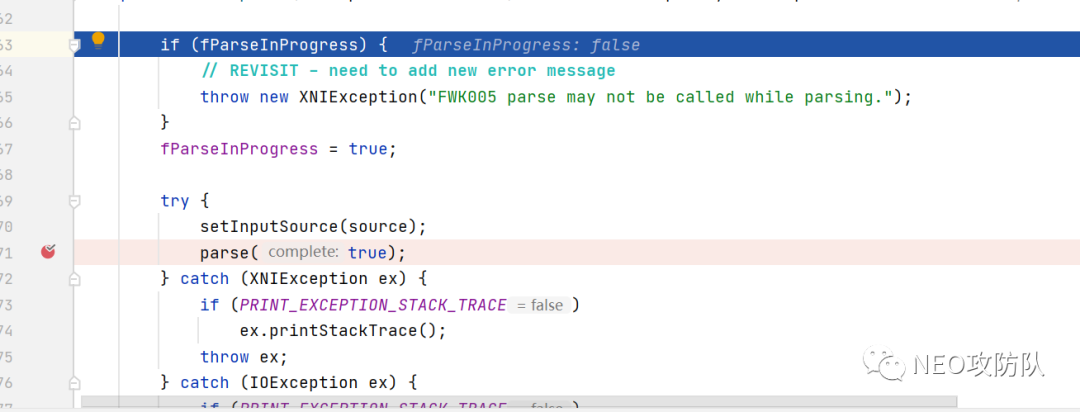 62
63 if (fParseInProgress) { fParseInProgress: false
64 // REVISIT - need to add new error message
65 throw new XNIException("FWK005 parse may not be called while parsing.");
66 }
67 fParseInProgress = true;
68
69 try {
70 setInputSource(source);
71 parse( complete: true);
72 } catch (XNIException ex) {
73 if (PRINT_EXCEPTION_STACK_TRACE = false )
74 ex.printStackTrace();
75 throw ex;
76 } catch (IOException ex) {
77 if (PRINT_EXCEPTION_STACK_TRACE = false )
NEO攻防队